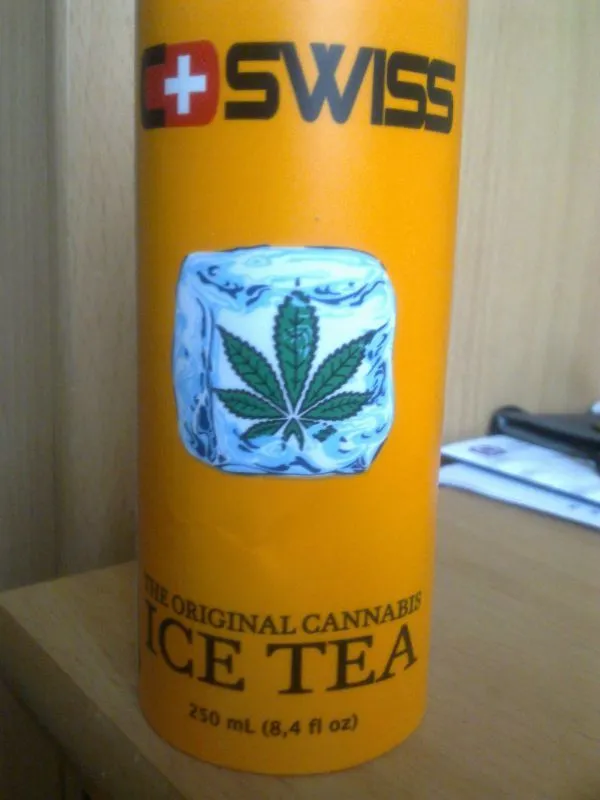 C+SWISS
THE ORIGINAL CANNABIS
ICE TEA
250 mL (8,4 fl oz)